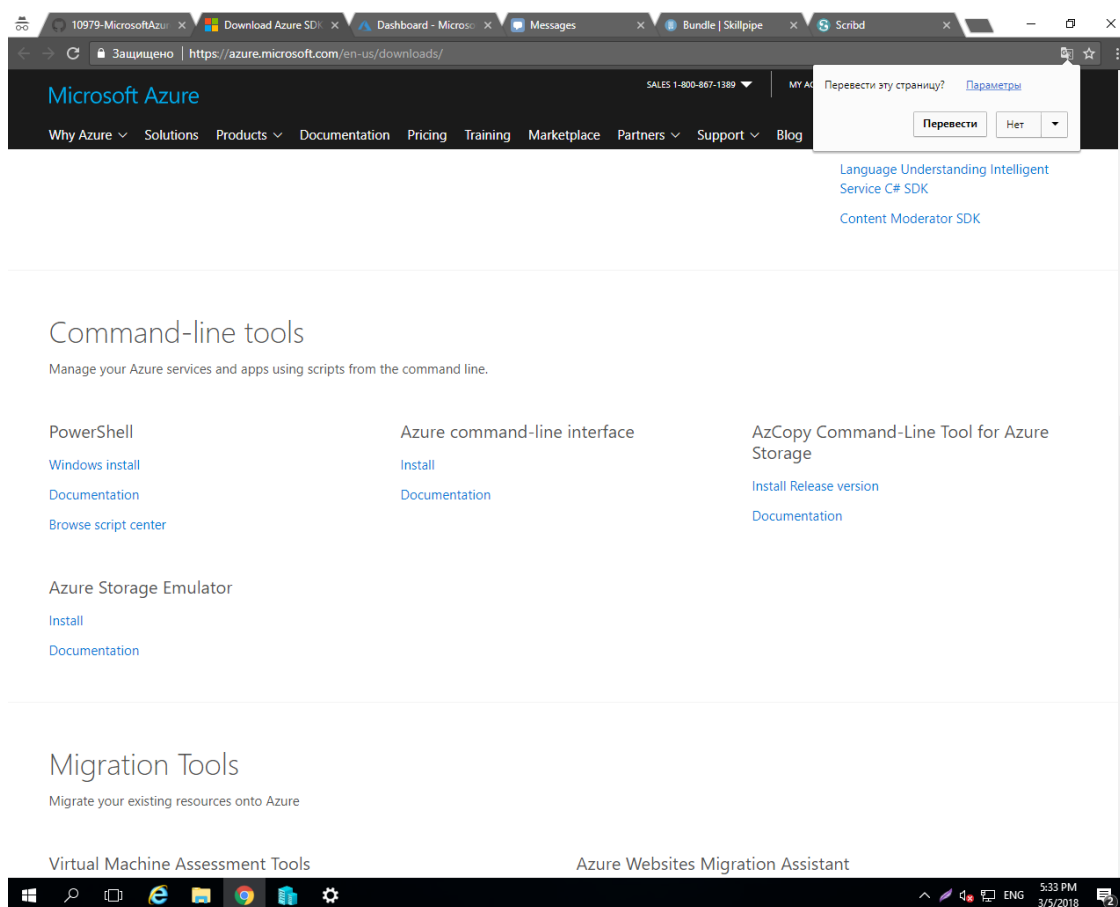 10979-MicrosoftAzur
Download Azure SDK
Dashboard - Microso
Messages
Bundle | Skillpipe
Scribd
Защищено | https://azure.microsoft.com/en-us/downloads/
Microsoft Azure
SALES 1-800-867-1389
MY AC
Перевести эту страницу? Параметры
Перевести
Нет
Why Azure Solutions Products Documentation Pricing Training Marketplace Partners Support Blog
Language Understanding Intelligent
Service C# SDK
Content Moderator SDK
Command-line tools
Manage your Azure services and apps using scripts from the command line.
PowerShell
Windows install
Documentation
Browse script center
Azure command-line interface
Install
Documentation
AzCopy Command-Line Tool for Azure
Storage
Install Release version
Documentation
Azure Storage Emulator
Install
Documentation
Migration Tools
Migrate your existing resources onto Azure
Virtual Machine Assessment Tools
Azure Websites Migration Assistant
ENG
5:33 PM
3/5/2018
2